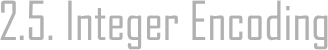 2.5. Integer Encoding